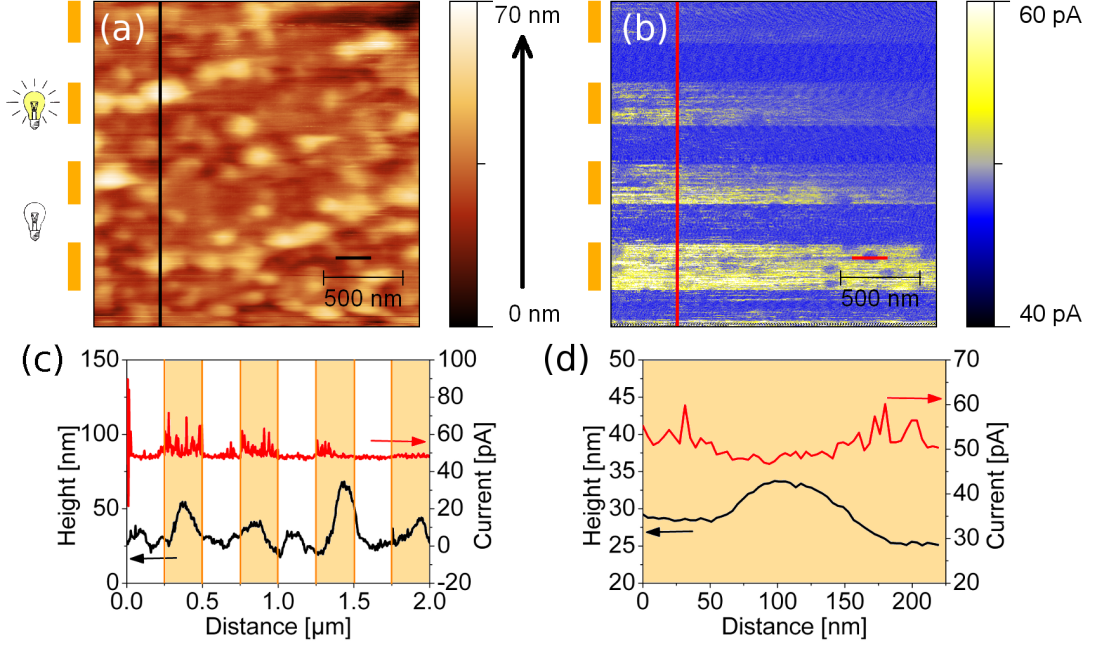 (a)
70 nm
0 nm
500 nm
(b)
60 pA
40 pA
500 nm
(c)
150
100
50
0
Height [nm]
100
80
60
40
20
0
-20
Current [pA]
0.0 0.5 1.0 1.5 2.0
Distance [µm]
(d)
50
45
40
35
30
25
20
Height [nm]
70
60
50
40
30
20
Current [pA]
0 50 100 150 200
Distance [nm]